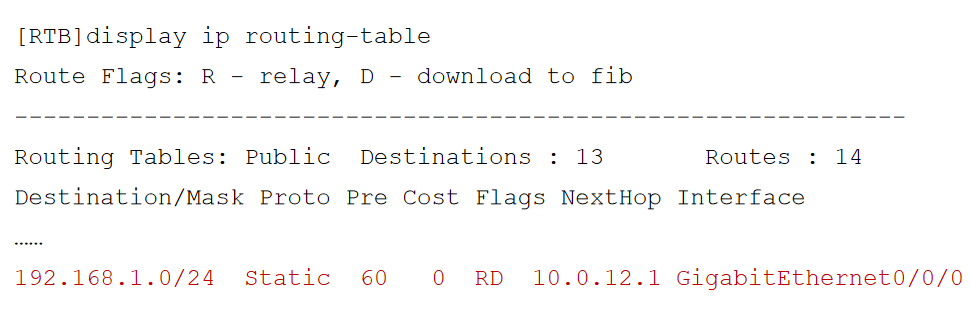 [RTB]display ip routing-table
Route Flags: R - relay, D - download to fib
--------------------------------------------------------------
Routing Tables: Public  Destinations : 13       Routes : 14
Destination/Mask Proto Pre Cost Flags NextHop Interface
……
192.168.1.0/24  Static  60   0  RD  10.0.12.1 GigabitEthernet0/0/0